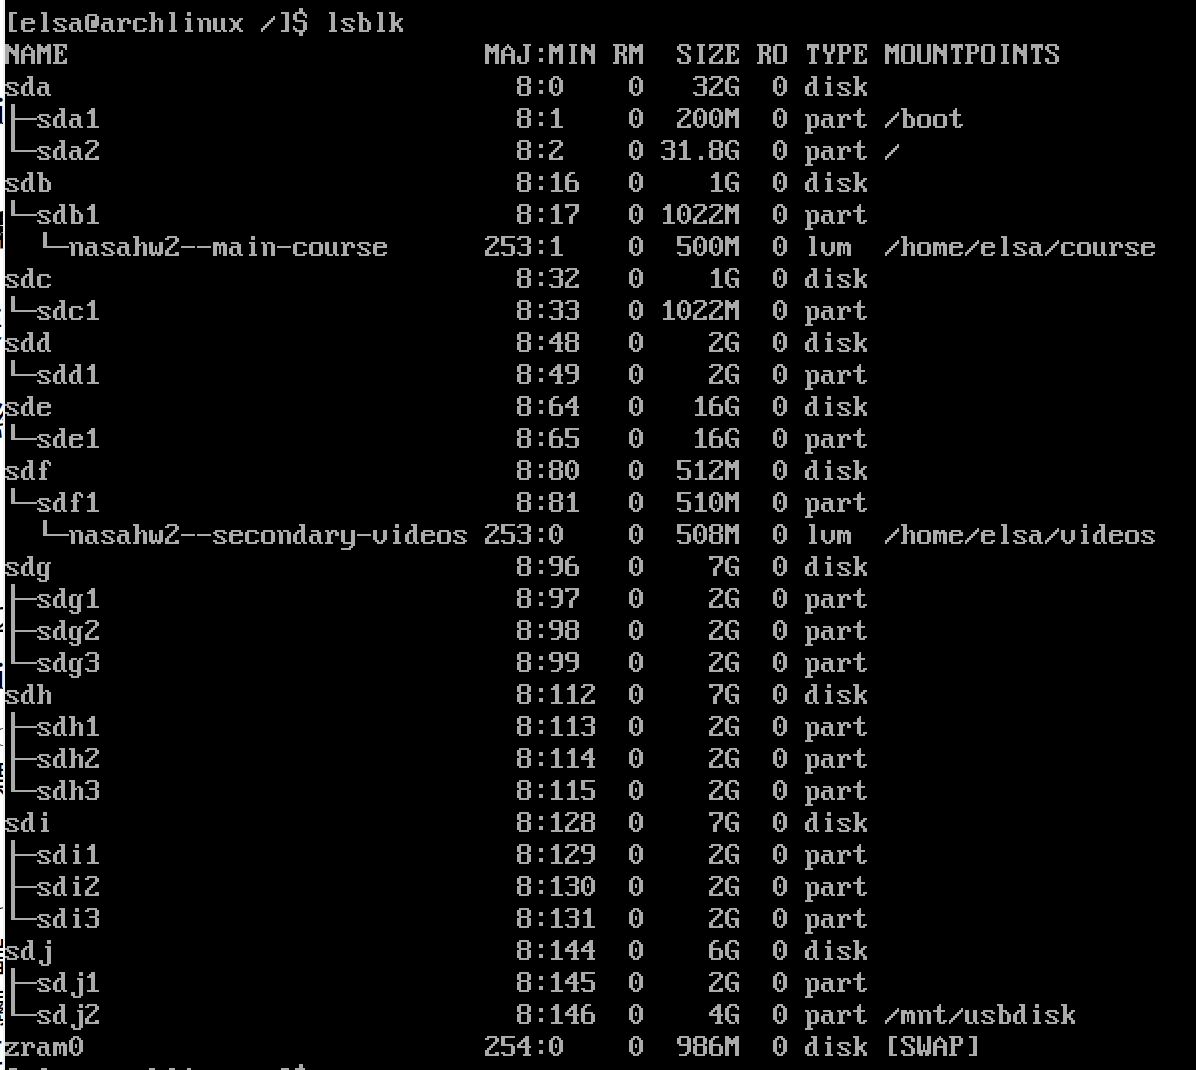 [elsa@archlinux /]$ lsblk
NAME                          MAJ:MIN RM   SIZE RO TYPE MOUNTPOINTS
sda                             8:0    0    32G  0 disk
├─sda1                          8:1    0   200M  0 part /boot
└─sda2                          8:2    0  31.8G  0 part /
sdb                             8:16   0     1G  0 disk
└─sdb1                          8:17   0  1022M  0 part
  └─nasahw2--main-course      253:1    0   500M  0 lvm  /home/elsa/course
sdc                             8:32   0     1G  0 disk
└─sdc1                          8:33   0  1022M  0 part
sdd                             8:48   0     2G  0 disk
└─sdd1                          8:49   0     2G  0 part
sde                             8:64   0    16G  0 disk
└─sde1                          8:65   0    16G  0 part
sdf                             8:80   0   512M  0 disk
└─sdf1                          8:81   0   510M  0 part
  └─nasahw2--secondary-videos 253:0    0   508M  0 lvm  /home/elsa/videos
sdg                             8:96   0     7G  0 disk
├─sdg1                          8:97   0     2G  0 part
├─sdg2                          8:98   0     2G  0 part
└─sdg3                          8:99   0     2G  0 part
sdh                             8:112  0     7G  0 disk
├─sdh1                          8:113  0     2G  0 part
├─sdh2                          8:114  0     2G  0 part
└─sdh3                          8:115  0     2G  0 part
sdi                             8:128  0     7G  0 disk
├─sdi1                          8:129  0     2G  0 part
├─sdi2                          8:130  0     2G  0 part
└─sdi3                          8:131  0     2G  0 part
sdj                             8:144  0     6G  0 disk
├─sdj1                          8:145  0     2G  0 part
└─sdj2                          8:146  0     4G  0 part /mnt/usbdisk
zram0                         254:0    0   986M  0 disk [SWAP]